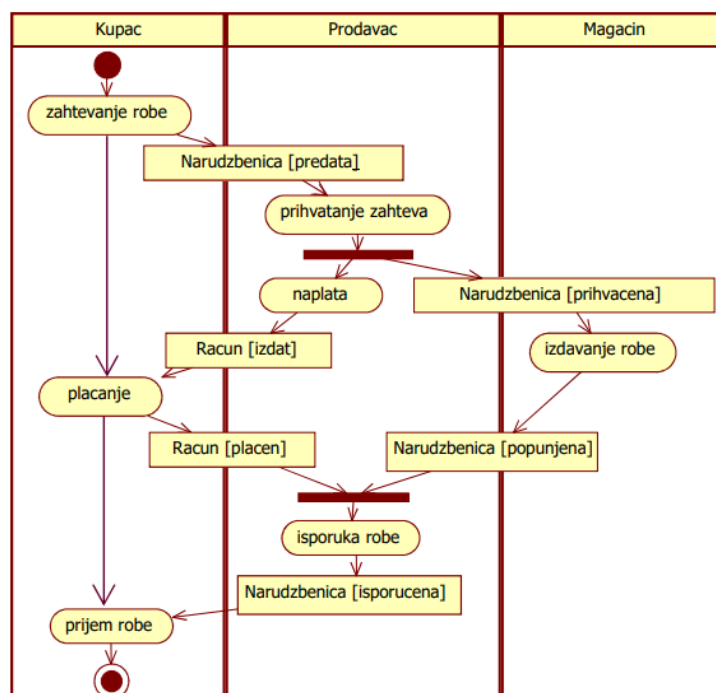 Kupac
Prodavac
Magacin
zahtevanje robe
Narudzbenica [predata]
prihvatanje zahteva
naplata
Narudzbenica [prihvacena]
Racun [izdat]
izdavanje robe
placanje
Racun [placen]
Narudzbenica [popunjena]
isporuka robe
Narudzbenica [isporucena]
prijem robe